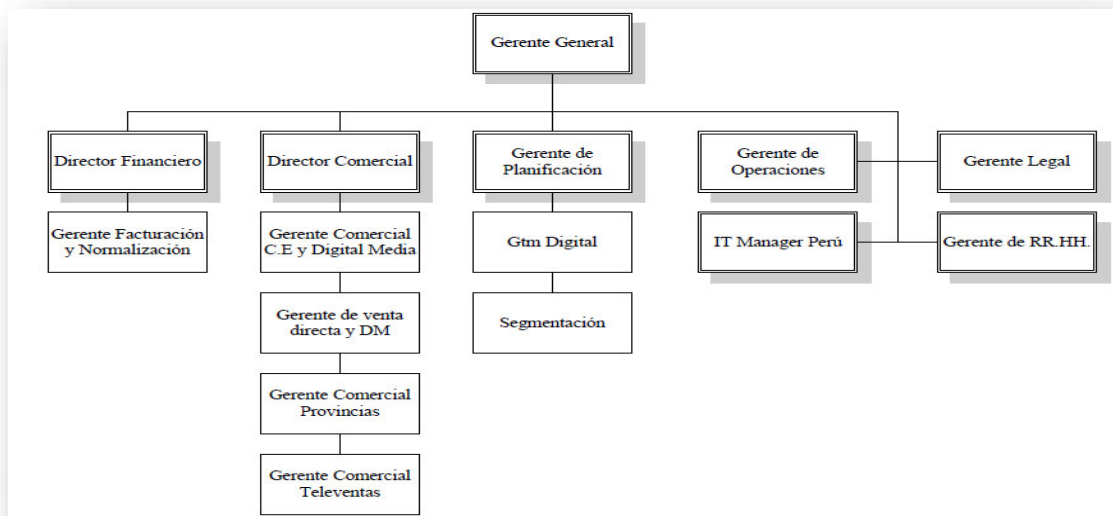 Gerente General
Director Financiero
Director Comercial
Gerente de
Planificación
Gerente de
Operaciones
Gerente Legal
Gerente Facturación
y Normalización
Gerente Comercial
C.E y Digital Media
Gtm Digital
IT Manager Perú
Gerente de RR.HH.
Gerente de venta
directa y DM
Segmentación
Gerente Comercial
Provincias
Gerente Comercial
Televentas